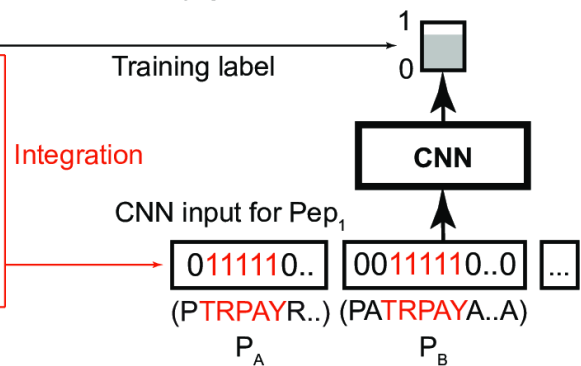 1
Training label
0
Integration
CNN
CNN input for Pep1
0111110.. 00111110..0 ...
(PTRPAYR..) (PATRPAYA..A)
PA PB